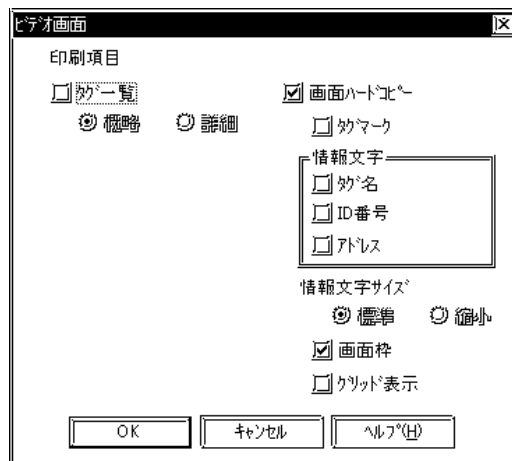 ﾋﾞﾃﾞｵ画面
印刷項目
ﾀｸﾞ一覧
概略 詳細
画面ﾊｰﾄﾞｺﾋﾟｰ
ﾀｸﾞﾏｰｸ
情報文字
ﾀｸﾞ名
ID番号
ｱﾄﾞﾚｽ
情報文字ｻｲｽﾞ
標準 縮小
画面枠
ｸﾞﾘｯﾄﾞ表示
OK ｷｬﾝｾﾙ ﾍﾙﾌﾟ(H)